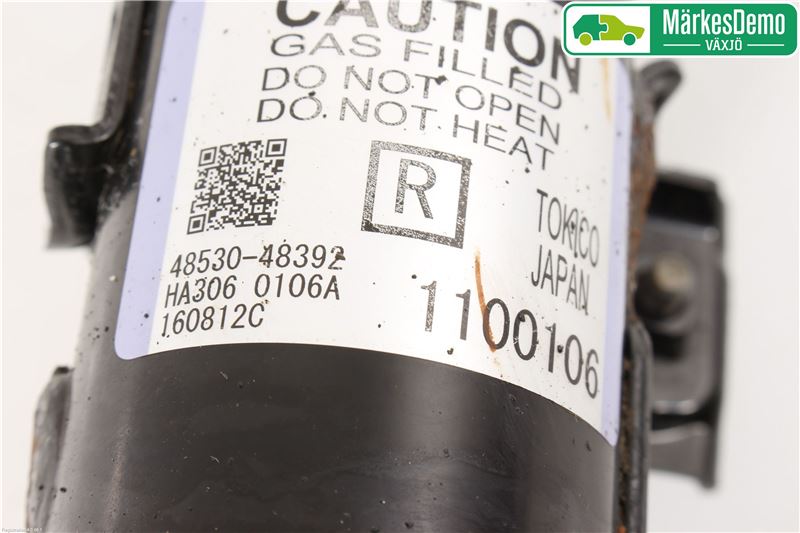 CAUTION
GAS FILLED
DO NOT OPEN
DO NOT HEAT
R
TOKICO
JAPAN
48530-48392
HA306 0106A
160812C
1100106
MärkesDemo
VÄXJÖ